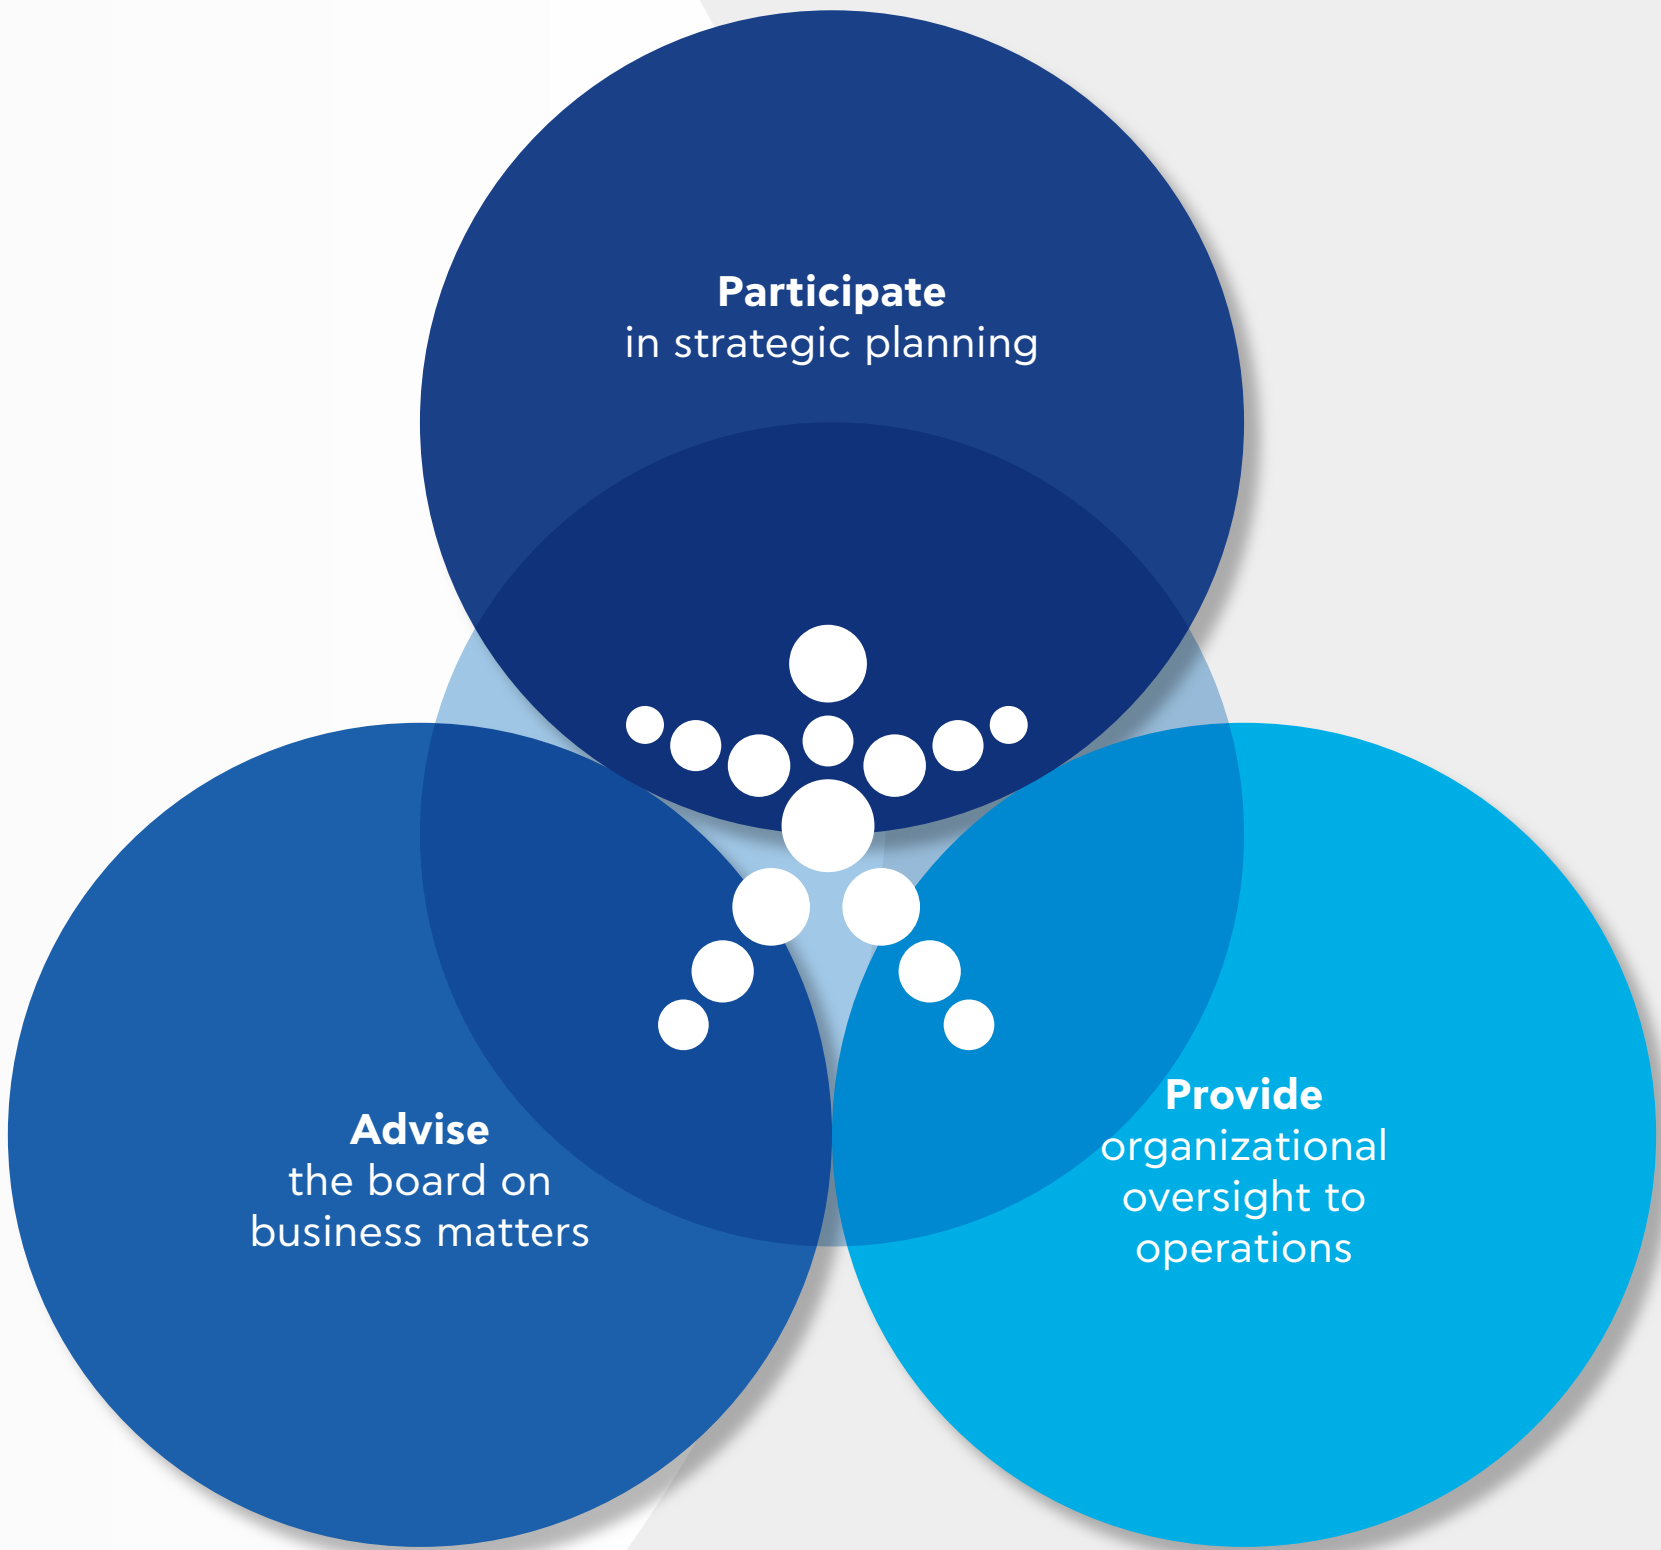 Participate
in strategic planning
Advise
the board on
business matters
Provide
organizational
oversight to
operations